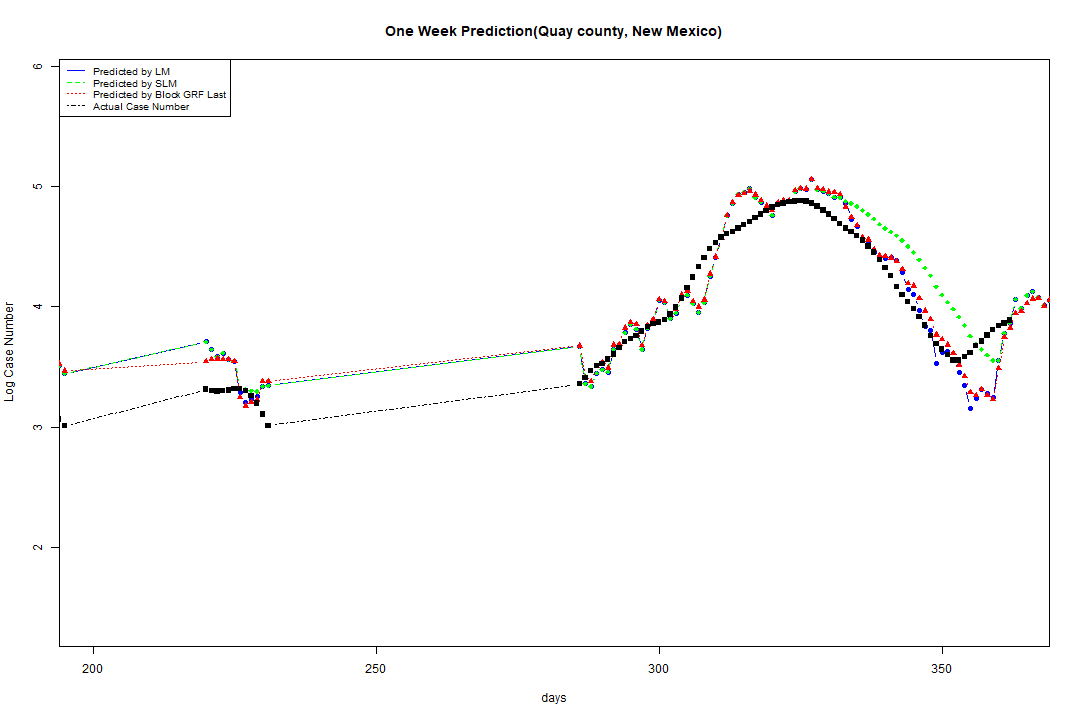 One Week Prediction(Quay county, New Mexico)
Predicted by LM
Predicted by SLM
Predicted by Block GRF Last
Actual Case Number
6
5
4
3
2
Log Case Number
200
250
300
350
days